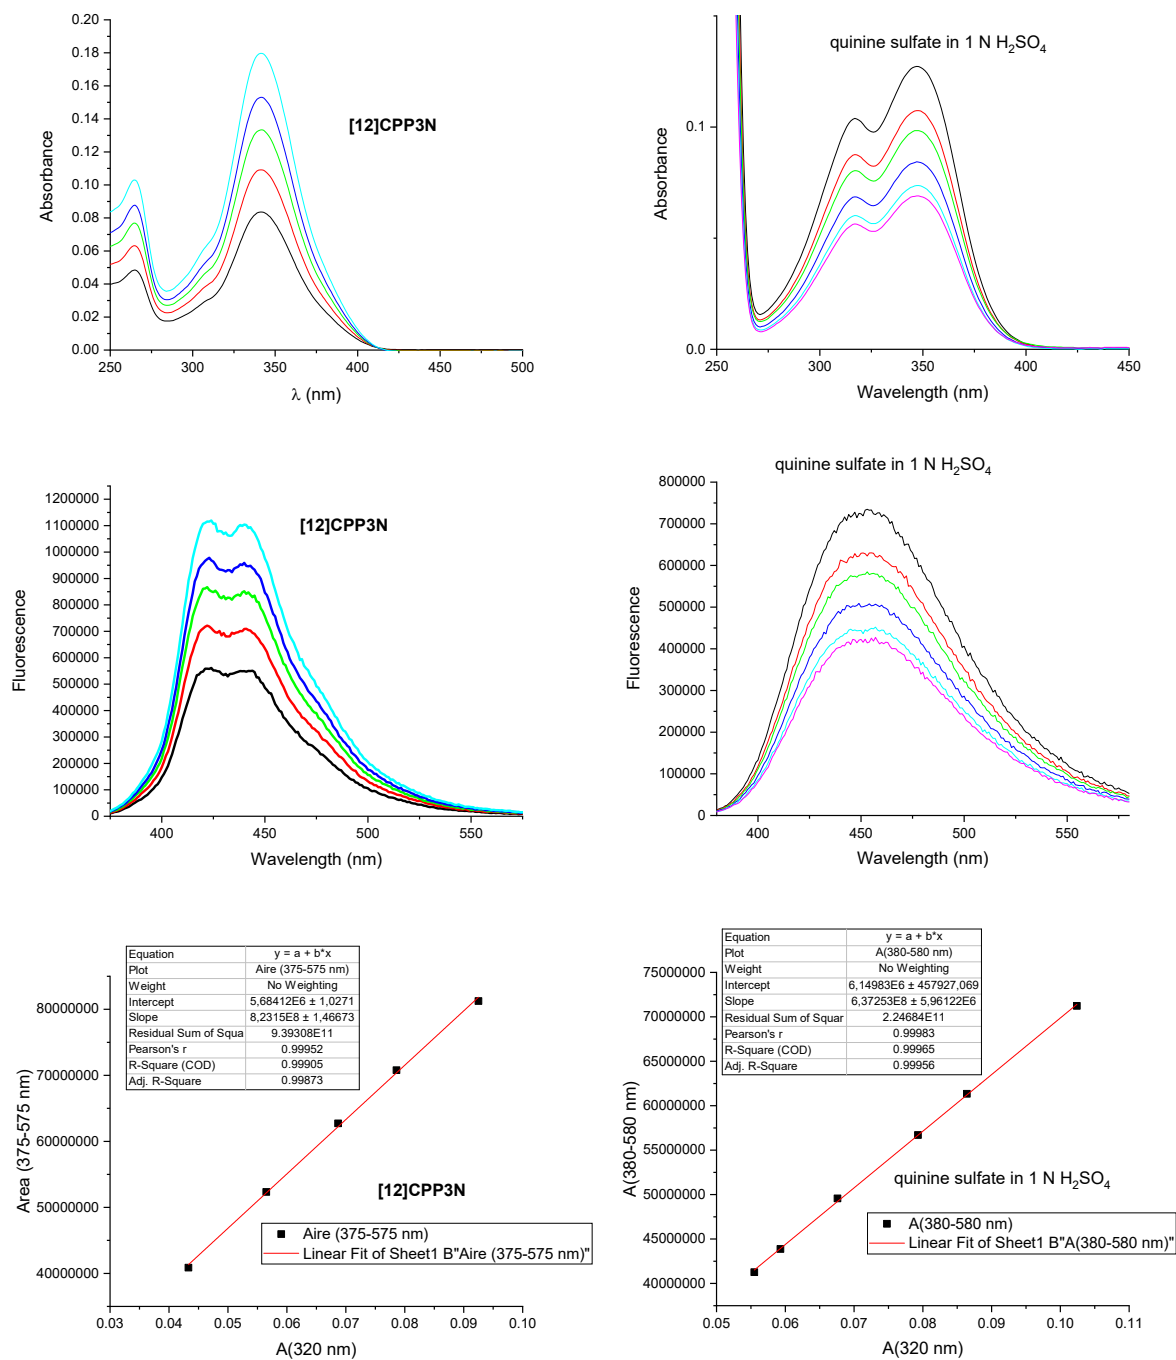 0.20
0.18
0.16
0.14
0.12
0.10
0.08
0.06
0.04
0.02
0.00
Absorbance
[12]CPP3N
250 300 350 400 450 500
λ (nm)
quinine sulfate in 1 N H₂SO₄
0.1
0.0
Absorbance
250 300 350 400 450
Wavelength (nm)
1200000
1100000
1000000
900000
800000
700000
600000
500000
400000
300000
200000
100000
0
Fluorescence
[12]CPP3N
400 450 500 550
Wavelength (nm)
quinine sulfate in 1 N H₂SO₄
800000
700000
600000
500000
400000
300000
200000
100000
0
Fluorescence
400 450 500 550
Wavelength (nm)
Equation y = a + b*x
Plot Aire (375-575 nm)
Weight No Weighting
Intercept 5,68412E6 ± 1,0271
Slope 8,2315E8 ± 1,46673
Residual Sum of Squa 9.39308E11
Pearson's r 0.99952
R-Square (COD) 0.99905
Adj. R-Square 0.99873
80000000
70000000
60000000
50000000
40000000
Area (375-575 nm)
[12]CPP3N
Aire (375-575 nm)
Linear Fit of Sheet1 B"Aire (375-575 nm)"
0.03 0.04 0.05 0.06 0.07 0.08 0.09 0.10
A(320 nm)
Equation y = a + b*x
Plot A(380-580 nm)
Weight No Weighting
Intercept 6,14983E6 ± 457927,069
Slope 6,37253E8 ± 5,96122E6
Residual Sum of Squar 2.24684E11
Pearson's r 0.99983
R-Square (COD) 0.99965
Adj. R-Square 0.99956
75000000
70000000
65000000
60000000
55000000
50000000
45000000
40000000
A(380-580 nm)
quinine sulfate in 1 N H₂SO₄
A(380-580 nm)
Linear Fit of Sheet1 B"A(380-580 nm)"
0.05 0.06 0.07 0.08 0.09 0.10 0.11
A(320 nm)